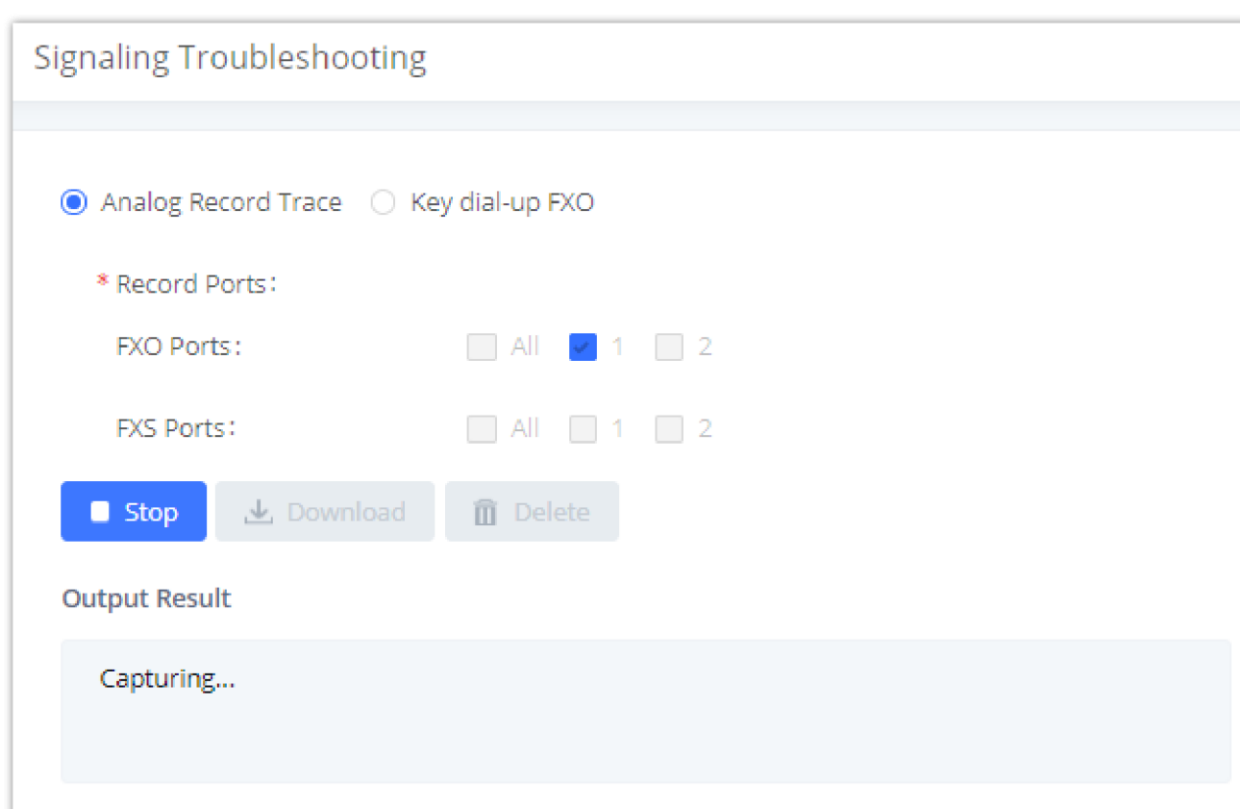 Signaling Troubleshooting
Analog Record Trace Key dial-up FXO
* Record Ports:
FXO Ports: All 1 2
FXS Ports: All 1 2
Stop Download Delete
Output Result
Capturing...